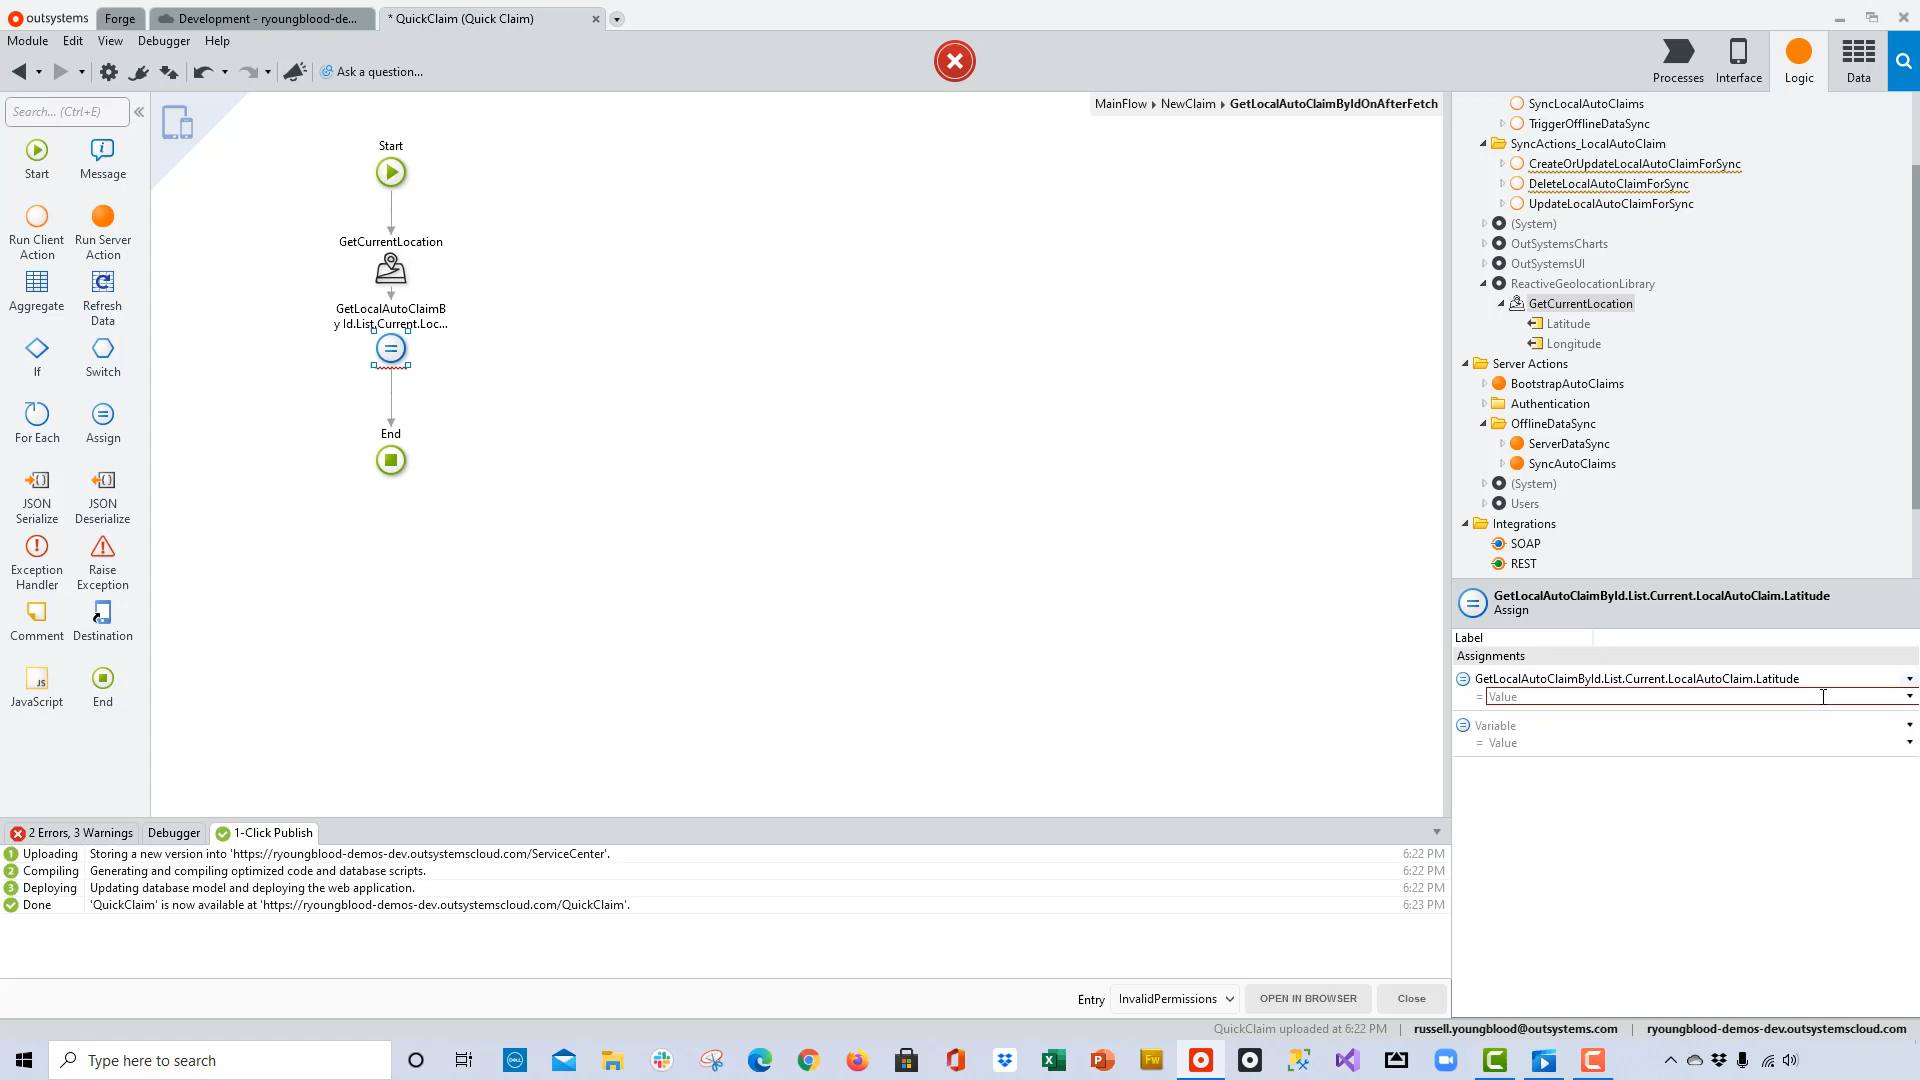 outsystems
Forge
Development - ryoungblood-de...
* QuickClaim (Quick Claim)
Module Edit View Debugger Help
Ask a question...
Processes
Interface
Logic
Data
Search... (Ctrl+E)
MainFlow NewClaim GetLocalAutoClaimByIdOnAfterFetch
Start
Message
Run Client
Action
Run Server
Action
Aggregate
Refresh
Data
If
Switch
For Each
Assign
JSON
Serialize
JSON
Deserialize
Exception
Handler
Raise
Exception
Comment
Destination
JavaScript
JS
End
Start
GetCurrentLocation
GetLocalAutoClaimB
y Id.List.Current.Loc...
End
SyncLocalAutoClaims
TriggerOfflineDataSync
SyncActions_LocalAutoClaim
CreateOrUpdateLocalAutoClaimForSync
DeleteLocalAutoClaimForSync
UpdateLocalAutoClaimForSync
(System)
OutSystemsCharts
OutSystemsUI
ReactiveGeolocationLibrary
GetCurrentLocation
Latitude
Longitude
Server Actions
BootstrapAutoClaims
Authentication
OfflineDataSync
ServerDataSync
SyncAutoClaims
(System)
Users
Integrations
SOAP
REST
GetLocalAutoClaimById.List.Current.LocalAutoClaim.Latitude
Assign
Label
Assignments
GetLocalAutoClaimById.List.Current.LocalAutoClaim.Latitude
= Value
Variable
= Value
2 Errors, 3 Warnings
Debugger
1-Click Publish
1 Uploading Storing a new version into 'https://ryoungblood-demos-dev.outsystemscloud.com/ServiceCenter'. 6:22 PM
2 Compiling Generating and compiling optimized code and database scripts. 6:22 PM
3 Deploying Updating database model and deploying the web application. 6:22 PM
Done 'QuickClaim' is now available at 'https://ryoungblood-demos-dev.outsystemscloud.com/QuickClaim'. 6:23 PM
Entry InvalidPermissions OPEN IN BROWSER Close
QuickClaim uploaded at 6:22 PM | russell.youngblood@outsystems.com | ryoungblood-demos-dev.outsystemscloud.com
Type here to search
DELL
Fw